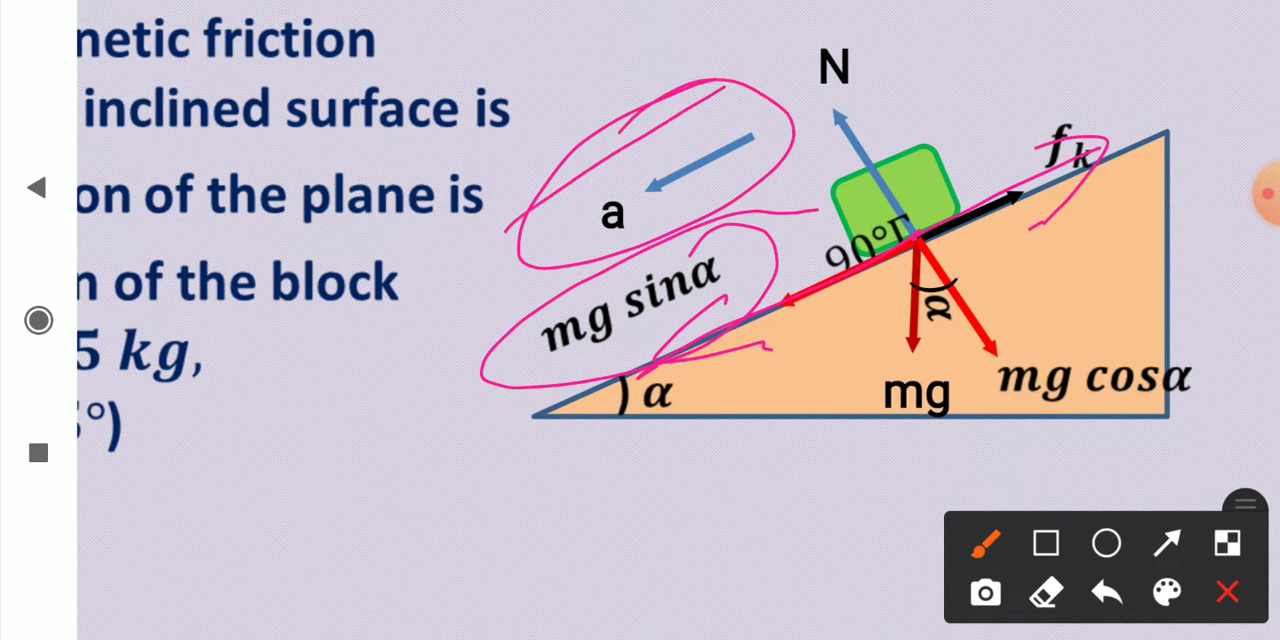 netic friction
inclined surface is
on of the plane is
n of the block
5 kg,
°)
N
f k
a
90°
mg sinα
α
α
mg
mg cosα